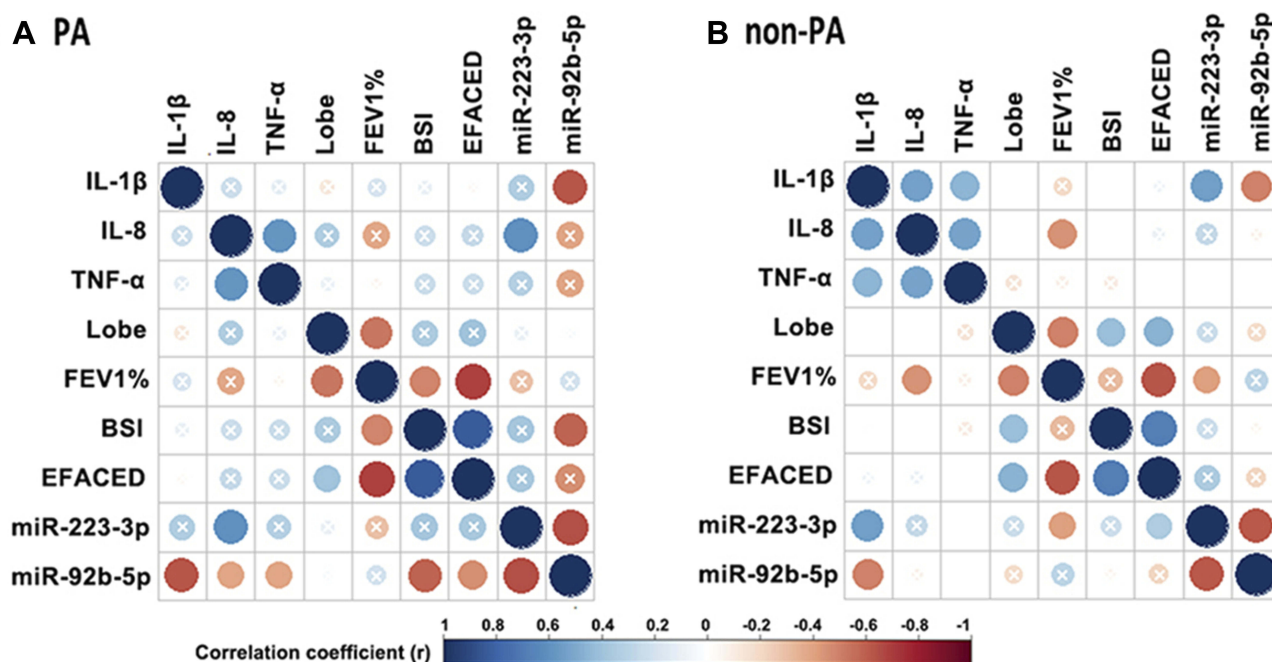 A PA
IL-1β IL-8 TNF-α Lobe FEV1% BSI EFACED miR-223-3p miR-92b-5p
IL-1β
IL-8
TNF-α
Lobe
FEV1%
BSI
EFACED
miR-223-3p
miR-92b-5p
B non-PA
IL-1β IL-8 TNF-α Lobe FEV1% BSI EFACED miR-223-3p miR-92b-5p
IL-1β
IL-8
TNF-α
Lobe
FEV1%
BSI
EFACED
miR-223-3p
miR-92b-5p
1 0.8 0.6 0.4 0.2 0 -0.2 -0.4 -0.6 -0.8 -1
Correlation coefficient (r)